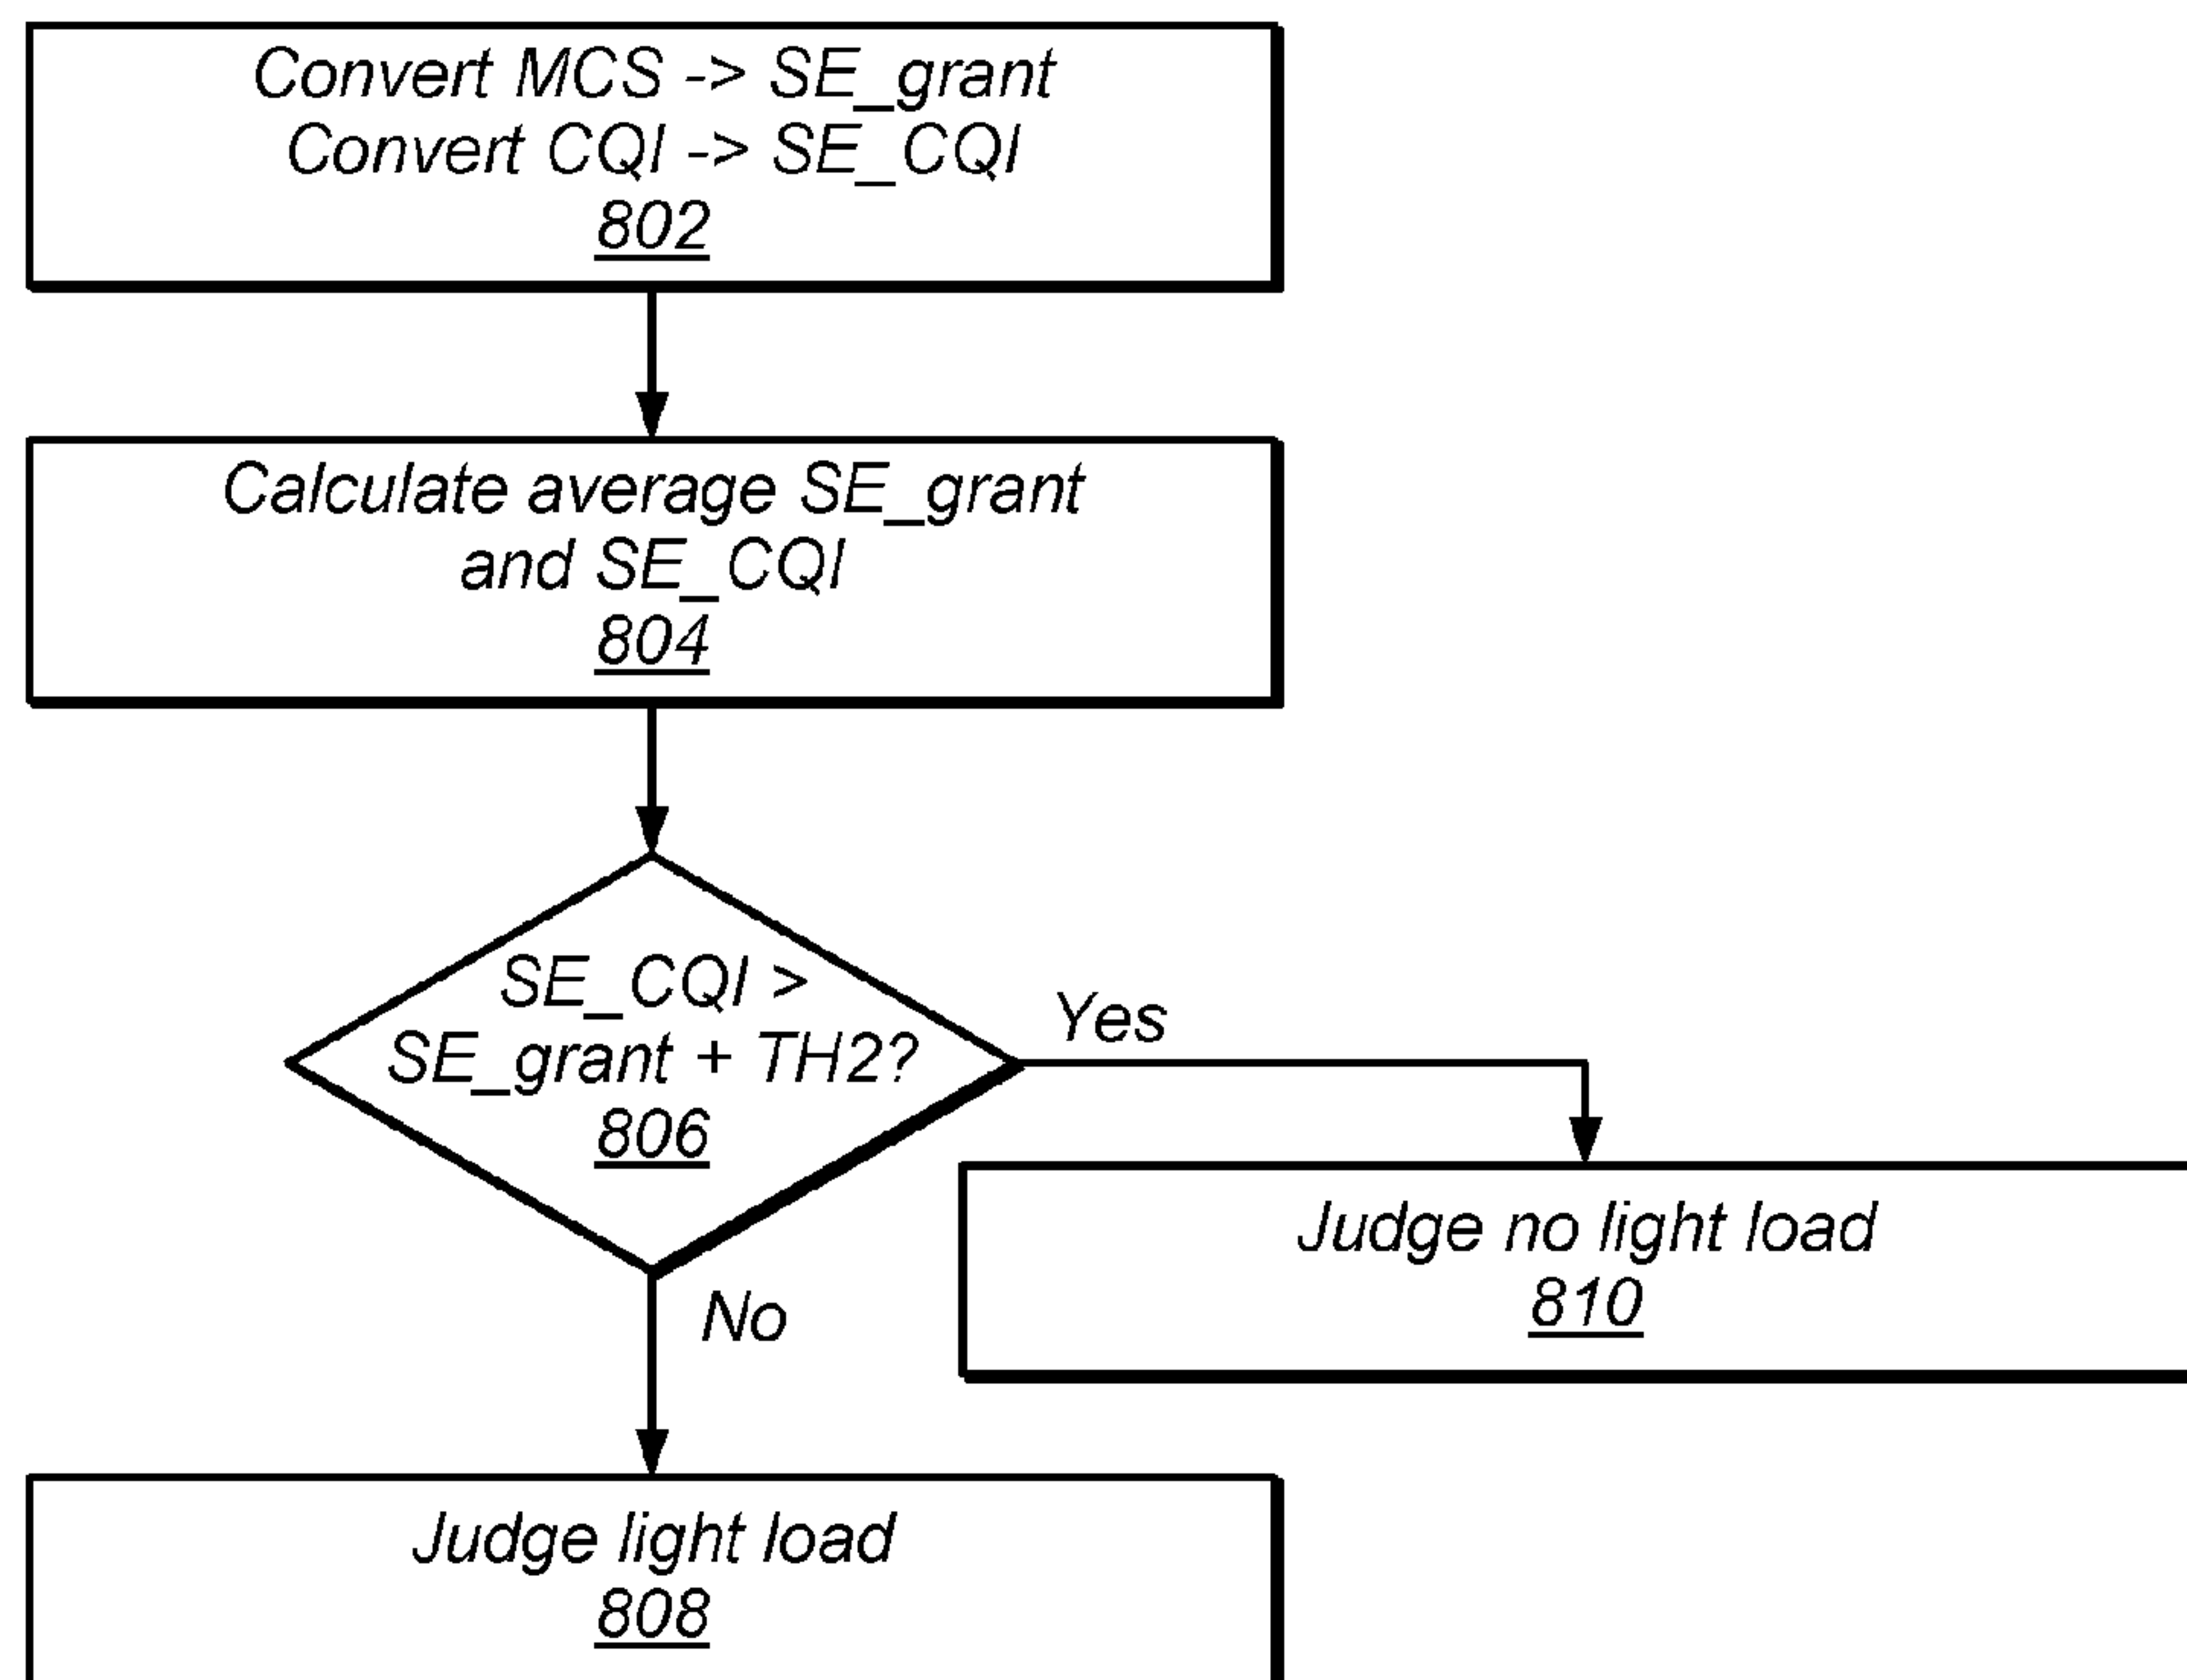 Convert MCS -> SE_grant
Convert CQI -> SE_CQI
802
Calculate average SE_grant
and SE_CQI
804
SE_CQI >
SE_grant + TH2?
806
Yes
Judge no light load
810
No
Judge light load
808